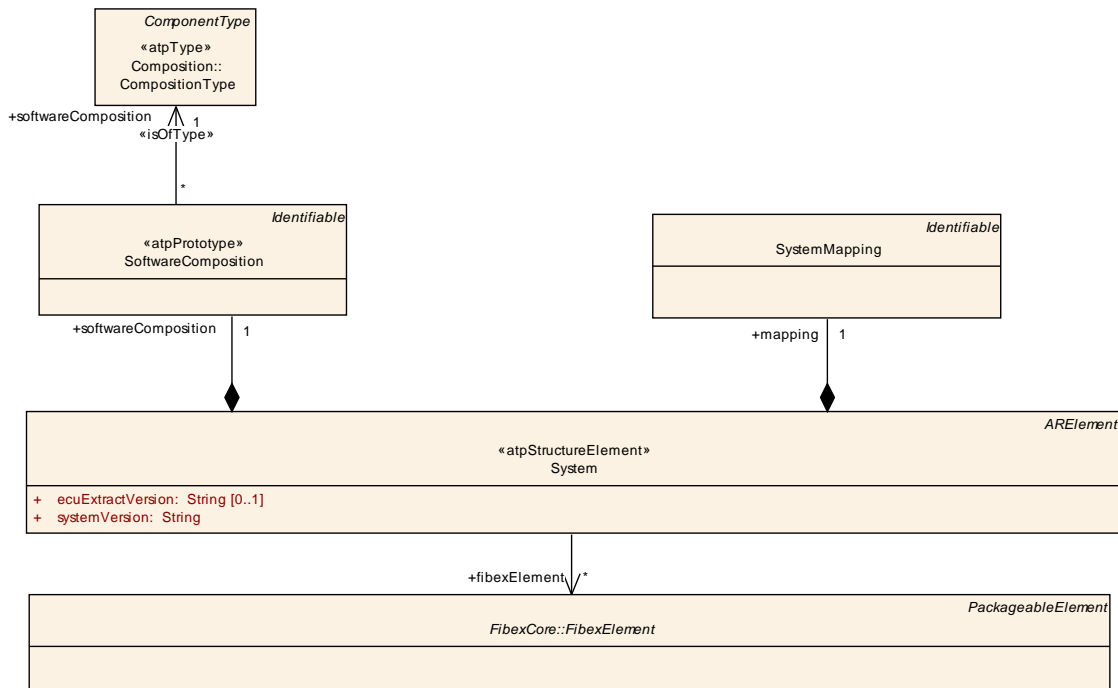 ComponentType
«atpType»
Composition::
CompositionType
+softwareComposition
1
«isOfType»
*
Identifiable
«atpPrototype»
SoftwareComposition
Identifiable
SystemMapping
+softwareComposition 1
+mapping 1
ARElement
«atpStructureElement»
System
+ ecuExtractVersion: String [0..1]
+ systemVersion: String
+fibexElement *
PackageableElement
FibexCore::FibexElement